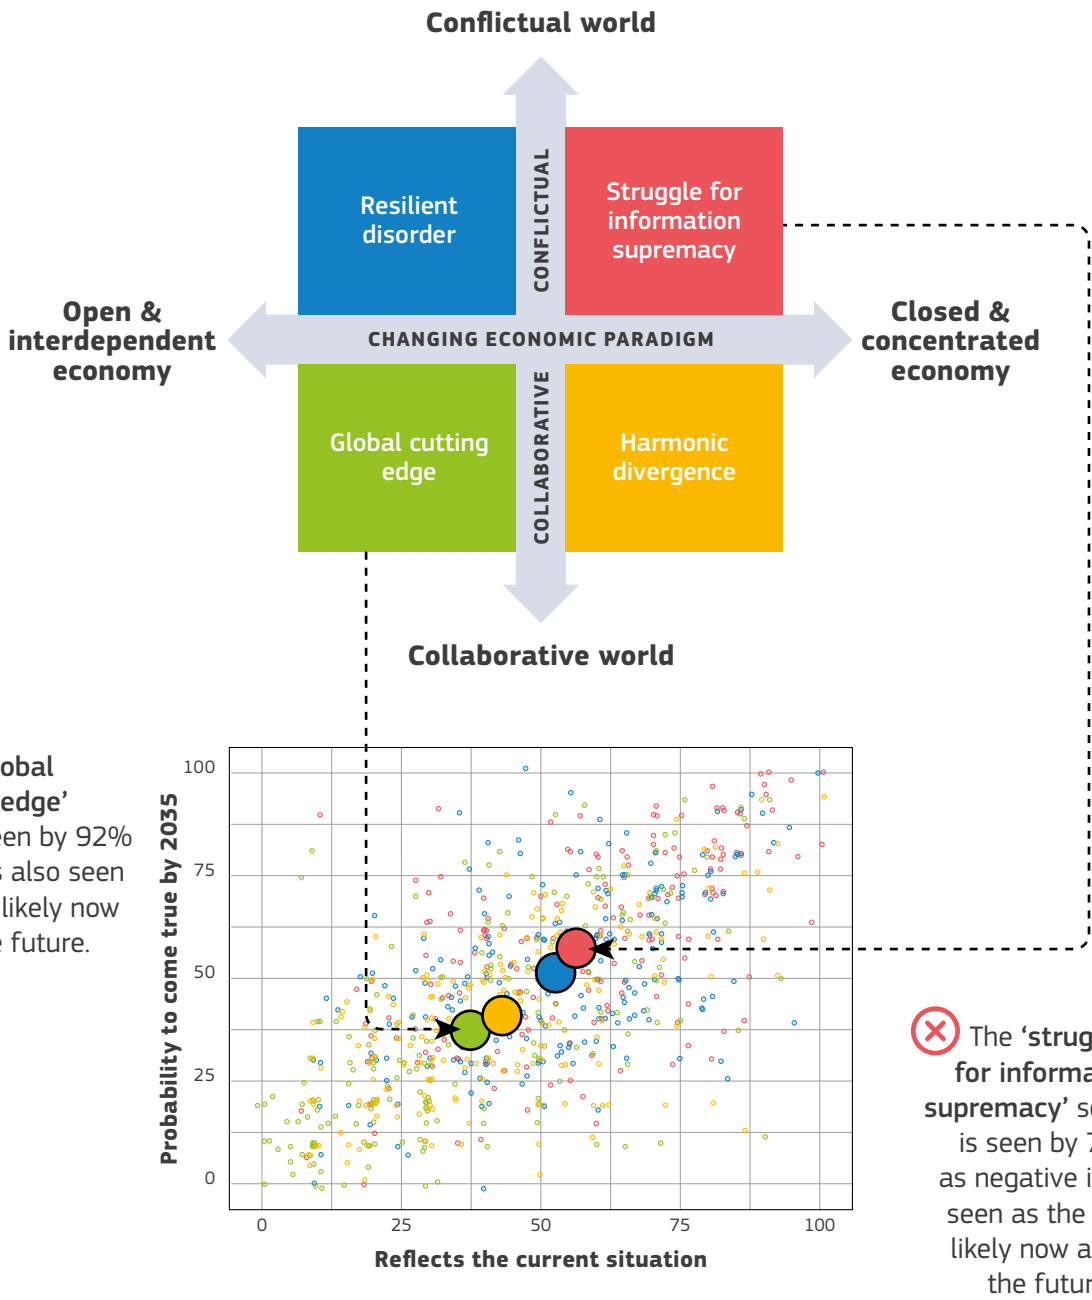 Conflictual world
Resilient
disorder
CONFLICTUAL
Struggle for
information
supremacy
Open &
interdependent
economy
CHANGING ECONOMIC PARADIGM
Closed &
concentrated
economy
Global cutting
edge
COLLABORATIVE
Harmonic
divergence
Collaborative world
obal
edge’
een by 92%
s also seen
likely now
e future.
Probability to come true by 2035
100
75
50
25
0
0
25
50
75
100
Reflects the current situation
The ‘strug
for informa
supremacy’ s
is seen by 7
as negative i
seen as the
likely now a
the futur